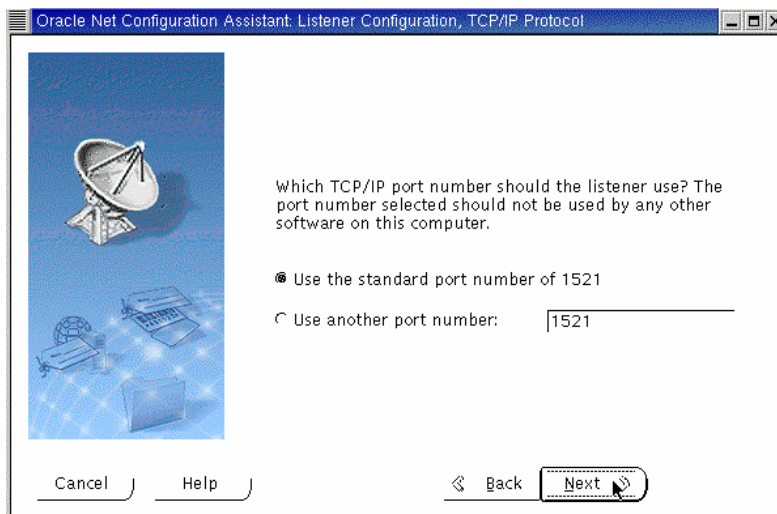 Oracle Net Configuration Assistant: Listener Configuration, TCP/IP Protocol
Which TCP/IP port number should the listener use? The
port number selected should not be used by any other
software on this computer.
Use the standard port number of 1521
Use another port number: 1521
Cancel Help Back Next